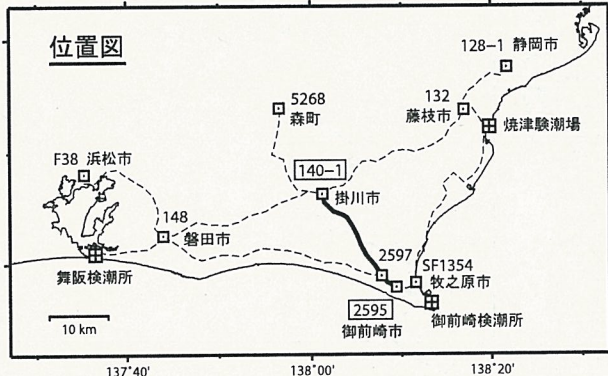 位置図
128-1 静岡市
132
藤枝市
焼津験潮場
5268
森町
140-1
掛川市
F38 浜松市
148
磐田市
舞阪検潮所
2597
SF1354
牧之原市
2595
御前崎市
御前崎検潮所
10 km
137°40'
138°00'
138°20'